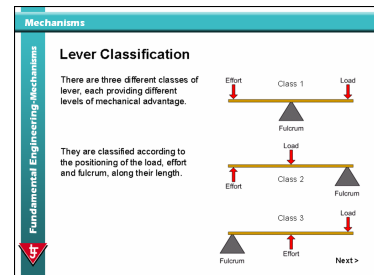 Mechanisms
Fundamental Engineering-Mechanisms
Lever Classification
There are three different classes of
lever, each providing different
levels of mechanical advantage.
They are classified according to
the positioning of the load, effort
and fulcrum, along their length.
Effort
Class 1
Load
Fulcrum
Load
Effort
Class 2
Fulcrum
Class 3
Load
Fulcrum
Effort
Next >